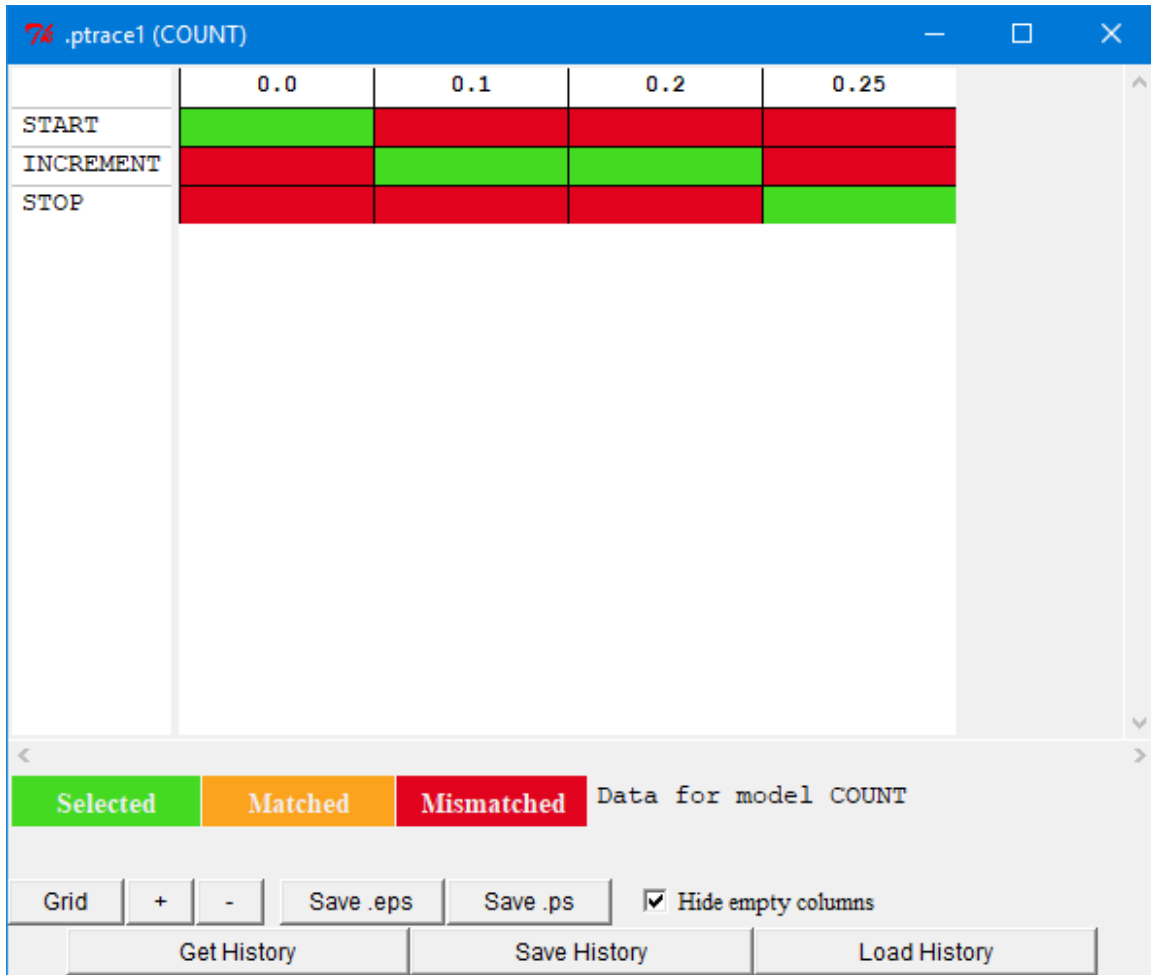 .ptrace1 (COUNT)
0.0 0.1 0.2 0.25
START
INCREMENT
STOP
Selected Matched Mismatched Data for model COUNT
Grid + - Save .eps Save .ps Hide empty columns
Get History Save History Load History